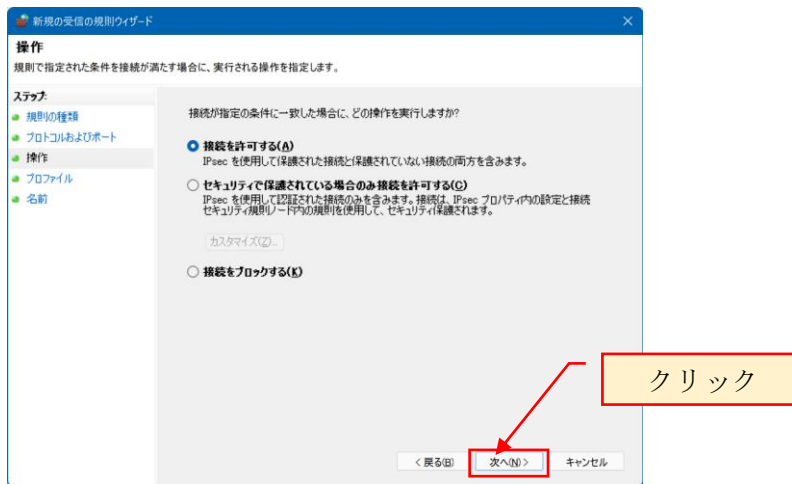 新規の受信の規則ウィザード
操作
規則で指定された条件を接続が満たす場合に、実行される操作を指定します。
ステップ:
規則の種類
プロトコルおよびポート
操作
プロファイル
名前
接続が指定の条件に一致した場合に、どの操作を実行しますか?
接続を許可する(A)
IPsec を使用して保護された接続と保護されていない接続の両方を含みます。
セキュリティで保護されている場合のみ接続を許可する(C)
IPsec を使用して認証された接続のみを含みます。接続は、IPsec プロパティ内の設定と接続
セキュリティ規則ノード内の規則を使用して、セキュリティ保護されます。
カスタマイズ(Z)...
接続をブロックする(K)
クリック
< 戻る(B)
次へ(N) >
キャンセル